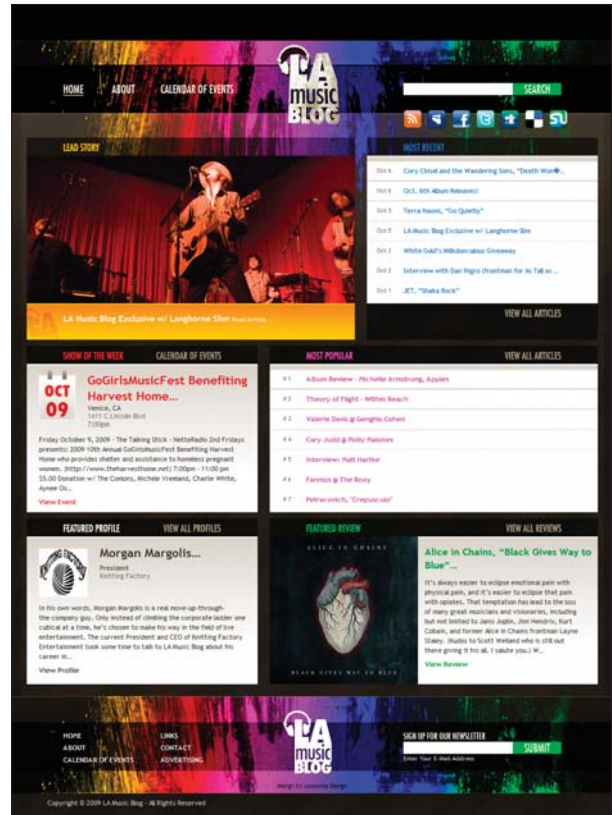 HOME
ABOUT
CALENDAR OF EVENTS
LA
music
BLOG
SEARCH
LEAD STORY
LA Music Blog Exclusive w/ Langhorne Slim Read Article...
MOST RECENT
Oct 6 Cory Chisel and the Wandering Sons, "Death Won�...
Oct 6 Oct. 6th Album Releases!
Oct 5 Terra Naomi, "Go Quietly"
Oct 5 LA Music Blog Exclusive w/ Langhorne Slim
Oct 2 White Gold's Milkdonculous Giveaway
Oct 2 Interview with Dan Nigro (frontman for As Tall as ...
Oct 1 JET, "Shaka Rock"
VIEW ALL ARTICLES
SHOW OF THE WEEK
CALENDAR OF EVENTS
OCT
09
GoGirlsMusicFest Benefiting
Harvest Home...
Venice, CA
1411 C Lincoln Blvd
7:00pm
Friday October 9, 2009 - The Talking Stick - NetteRadio 2nd Fridays
presents: 2009 10th Annual GoGirlsMusicFest Benefiting Harvest
Home who provides shelter and assistance to homeless pregnant
women. (http://www.theharvesthome.net) 7:00pm - 11:00 pm
$5.00 Donation w/ The Contons, Michele Vreeland, Charlie White,
Aynee Os...
View Event
MOST POPULAR
VIEW ALL ARTICLES
# 1 Album Review - Michelle Armstrong, Apples
# 2 Theory of Flight - Within Reach
# 3 Valerie Davis @ Genghis Cohen
# 4 Cary Judd @ Molly Malones
# 5 Interview: Matt Hartke
# 6 Fannius @ The Roxy
# 7 Petracovich, "Crepusculo"
FEATURED PROFILE
VIEW ALL PROFILES
KNITTING FACTORY
Morgan Margolis...
President
Knitting Factory
In his own words, Morgan Margolis is a real move-up-through-
the-company guy. Only instead of climbing the corporate ladder one
cubical at a time, he's chosen to make his way in the field of live
entertainment. The current President and CEO of Knitting Factory
Entertainment took some time to talk to LA Music Blog about his
career in...
View Profile
FEATURED REVIEW
VIEW ALL REVIEWS
ALICE IN CHAINS
BLACK GIVES WAY TO BLUE
Alice in Chains, "Black Gives Way to
Blue"...
It's always easier to eclipse emotional pain with
physical pain, and it's easier to eclipse that pain
with opiates. That temptation has lead to the loss
of many great musicians and visionaries, including
but not limited to Janis Joplin, Jimi Hendrix, Kurt
Cobain, and former Alice in Chains frontman Layne
Staley. (Kudos to Scott Weiland who is still out
there giving it his all. I salute you.) W...
View Review
HOME
ABOUT
CALENDAR OF EVENTS
LINKS
CONTACT
ADVERTISING
LA
music
BLOG
SIGN UP FOR OUR NEWSLETTER
SUBMIT
Enter Your E-Mail Address
Copyright © 2009 LA Music Blog - All Rights Reserved